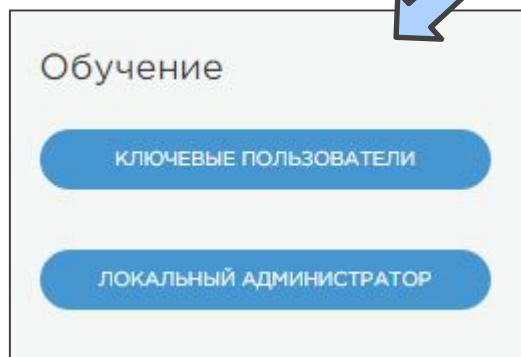 Обучение
КЛЮЧЕВЫЕ ПОЛЬЗОВАТЕЛИ
ЛОКАЛЬНЫЙ АДМИНИСТРАТОР